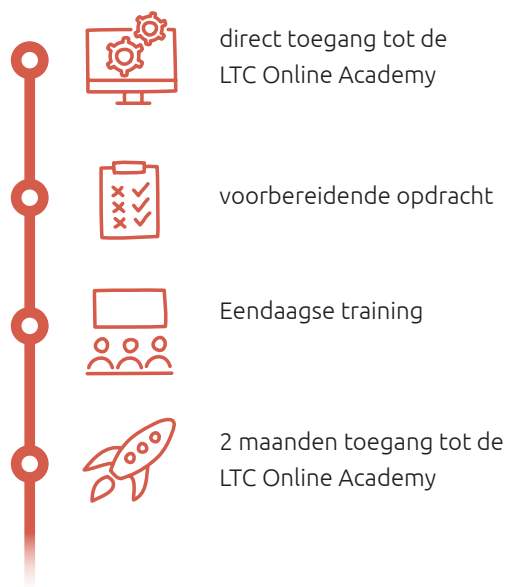 direct toegang tot de
LTC Online Academy
voorbereidende opdracht
Eendaagse training
2 maanden toegang tot de
LTC Online Academy